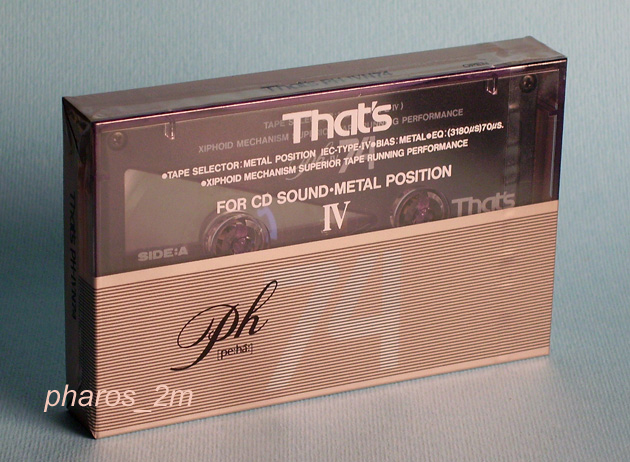 That's
•TAPE SELECTOR:METAL POSITION IEC-TYPE-IV•BIAS:METAL•EQ:(3180μS)70μS.
•XIPHOID MECHANISM SUPERIOR TAPE RUNNING PERFORMANCE
FOR CD SOUND•METAL POSITION
IV
That's
SIDE:A
74
Ph
[pe:ha:]
pharos_2m